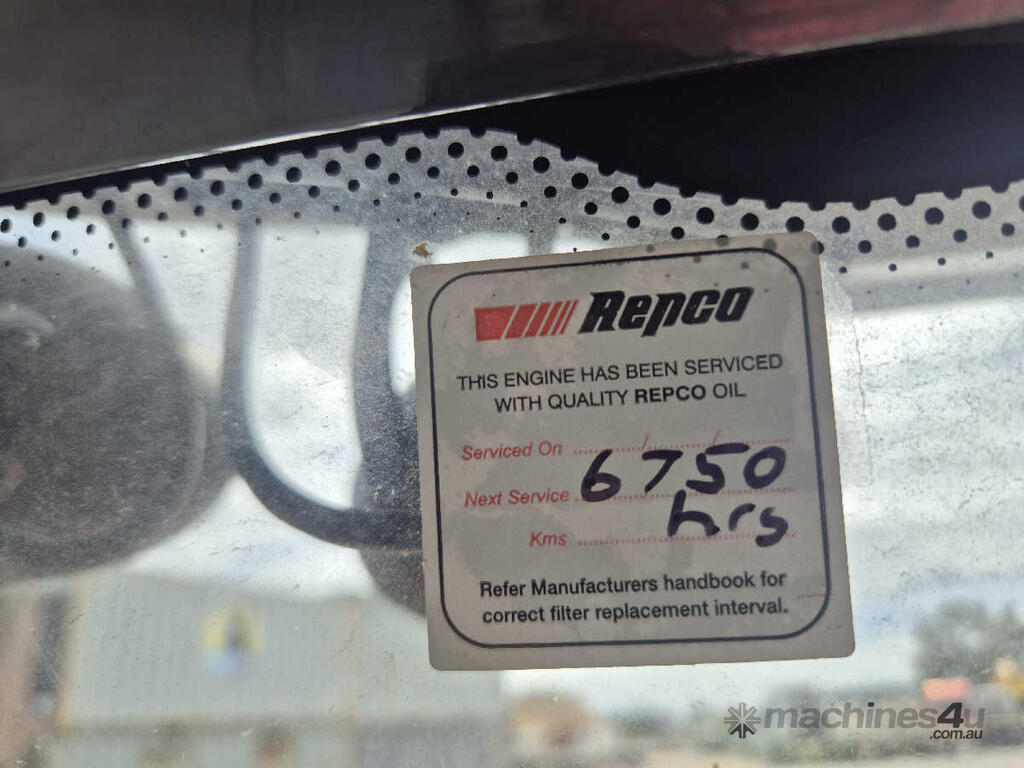 Repco
THIS ENGINE HAS BEEN SERVICED
WITH QUALITY REPCO OIL
Serviced On ........../........../..........
Next Service 6750
Kms hrs
Refer Manufacturers handbook for
correct filter replacement interval.
machines4u
.com.au